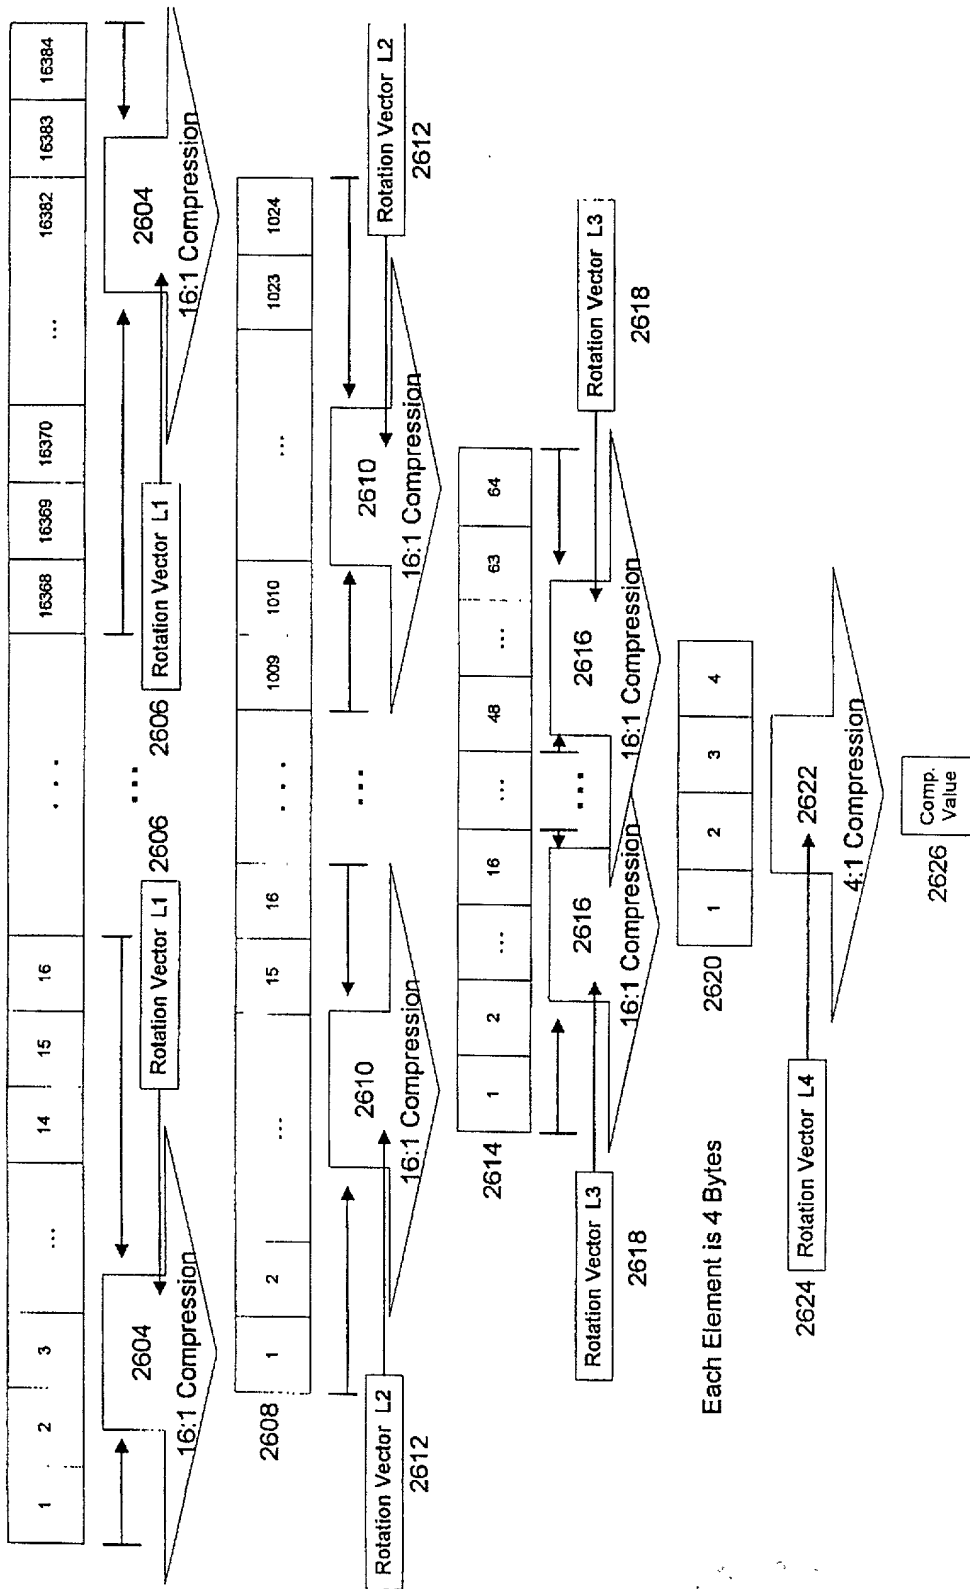 1 2 3 ... 14 15 16 ... 16368 16369 16370 ... 16382 16383 16384
2604 2604
16:1 Compression 16:1 Compression
Rotation Vector L1 2606 ... 2606 Rotation Vector L1
2608
1 2 ... 15 16 ... 1009 1010 ... 1023 1024
2610 ... 2610
16:1 Compression 16:1 Compression
Rotation Vector L2 Rotation Vector L2
2612 2612
2614
1 2 ... 16 ... 48 ... 63 64
2616 ... 2616
16:1 Compression 16:1 Compression
Rotation Vector L3 Rotation Vector L3
2618 2618
2620
1 2 3 4
Each Element is 4 Bytes
2622
4:1 Compression
2624 Rotation Vector L4
2626
Comp.
Value